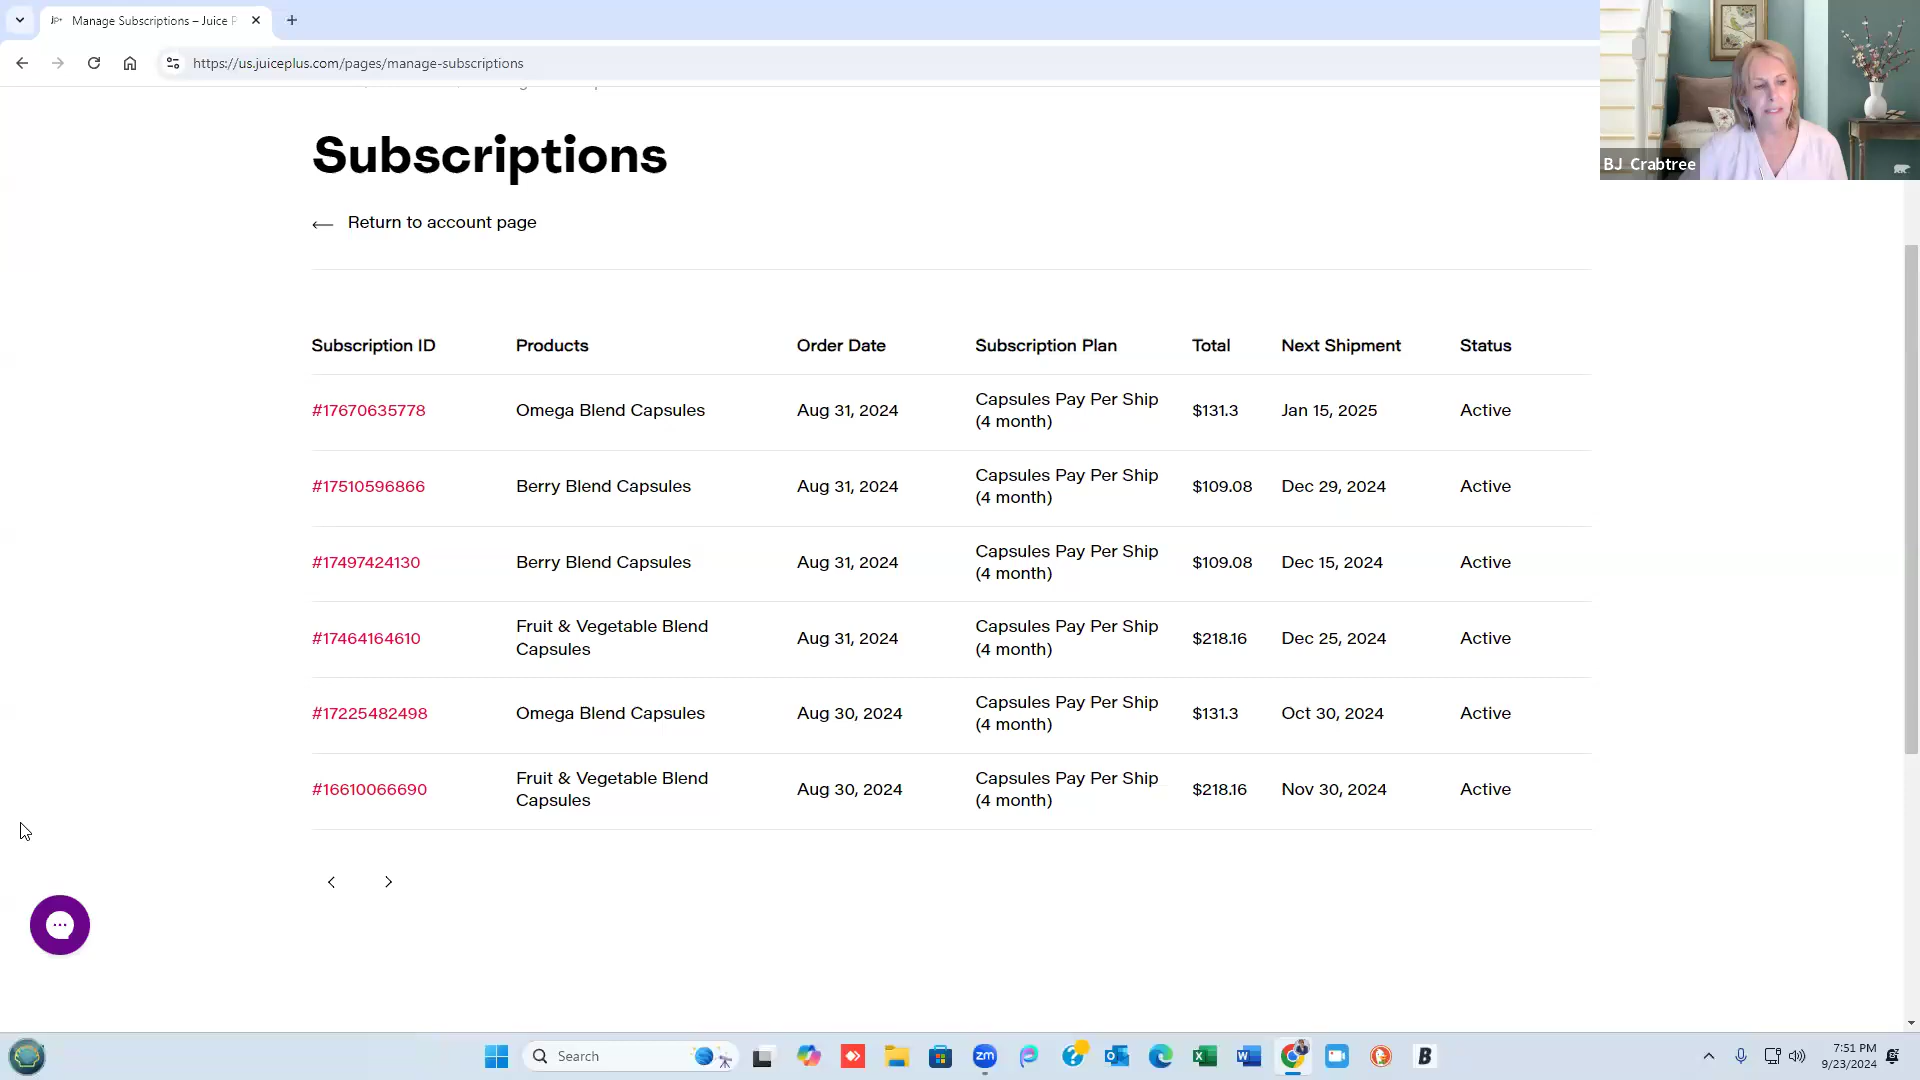 Manage Subscriptions – Juice P
https://us.juiceplus.com/pages/manage-subscriptions
BJ Crabtree
Subscriptions
Return to account page
Subscription ID Products Order Date Subscription Plan Total Next Shipment Status
#17670635778 Omega Blend Capsules Aug 31, 2024 Capsules Pay Per Ship (4 month) $131.3 Jan 15, 2025 Active
#17510596866 Berry Blend Capsules Aug 31, 2024 Capsules Pay Per Ship (4 month) $109.08 Dec 29, 2024 Active
#17497424130 Berry Blend Capsules Aug 31, 2024 Capsules Pay Per Ship (4 month) $109.08 Dec 15, 2024 Active
#17464164610 Fruit & Vegetable Blend Capsules Aug 31, 2024 Capsules Pay Per Ship (4 month) $218.16 Dec 25, 2024 Active
#17225482498 Omega Blend Capsules Aug 30, 2024 Capsules Pay Per Ship (4 month) $131.3 Oct 30, 2024 Active
#16610066690 Fruit & Vegetable Blend Capsules Aug 30, 2024 Capsules Pay Per Ship (4 month) $218.16 Nov 30, 2024 Active
Search
zm
B
7:51 PM
9/23/2024